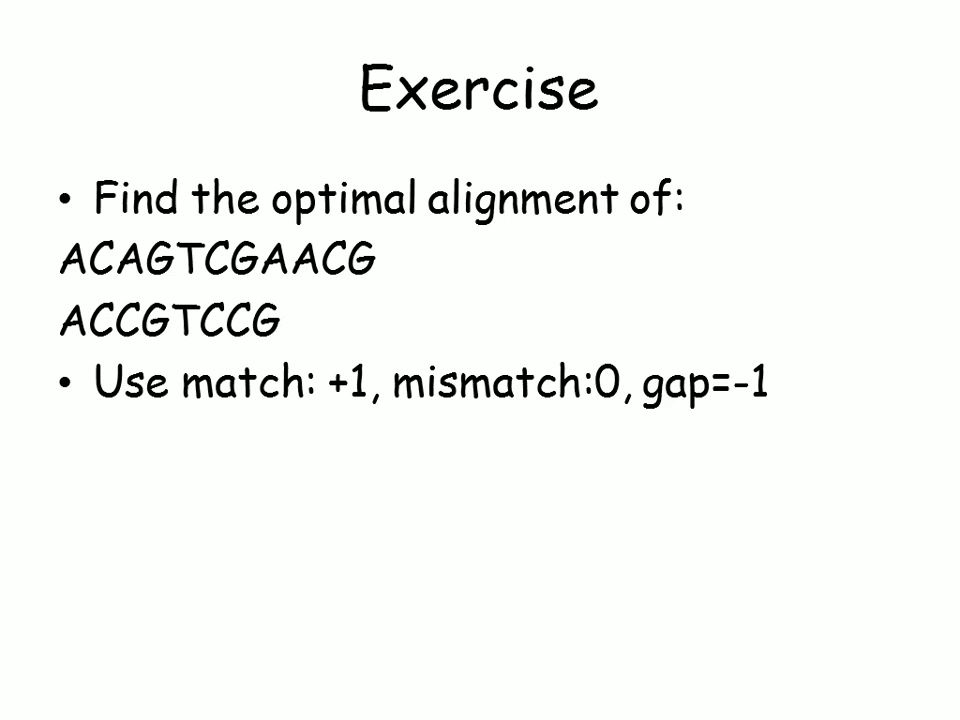 Exercise
• Find the optimal alignment of:
ACAGTCGAACG
ACCGTCCG
• Use match: +1, mismatch:0, gap=-1